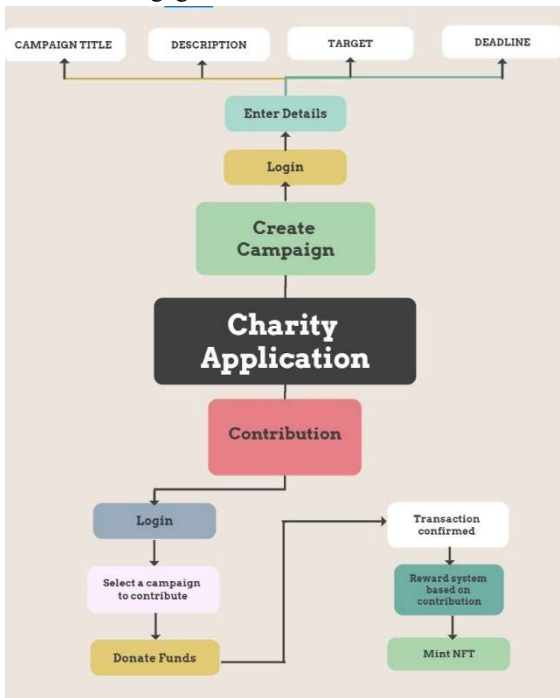 CAMPAIGN TITLE
DESCRIPTION
TARGET
DEADLINE
Enter Details
Login
Create
Campaign
Charity
Application
Contribution
Login
Select a campaign
to contribute
Donate Funds
Transaction
confirmed
Reward system
based on
contribution
Mint NFT